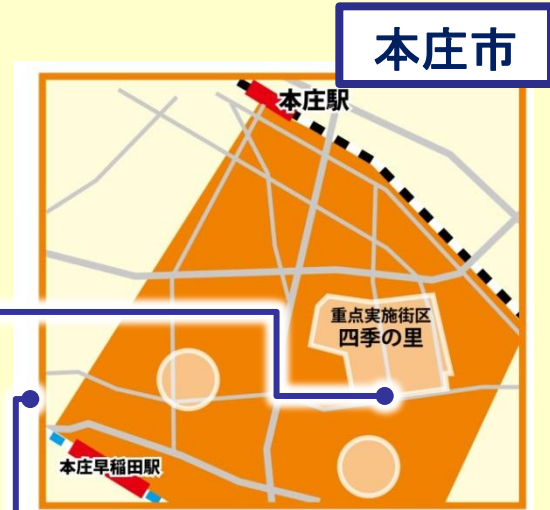 本庄市
本庄駅
重点実施街区
四季の里
本庄早稲田駅